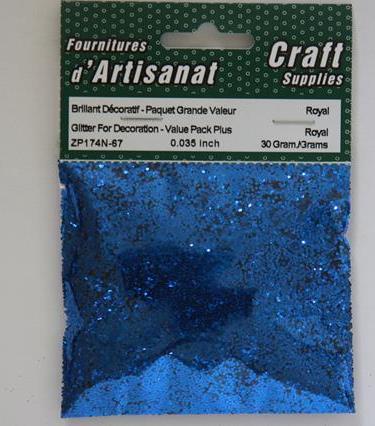 Fournitures
d'Artisanat
Craft
Supplies
Brillant Décoratif - Paquet Grande Valeur Royal
Glitter For Decoration - Value Pack Plus Royal
ZP174N-67 0.035 inch 30 Gram./Grams